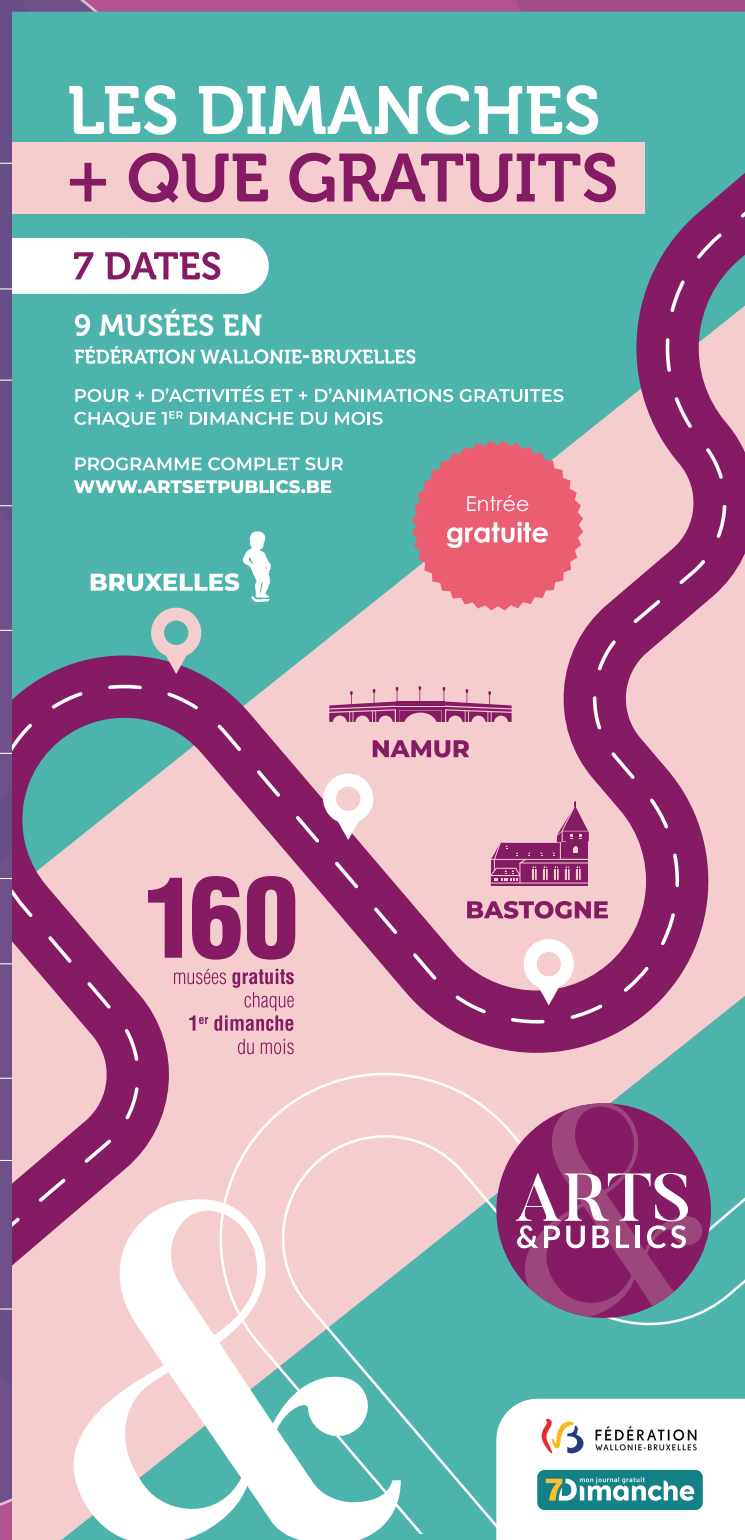 LES DIMANCHES
+ QUE GRATUITS
7 DATES
9 MUSÉES EN
FÉDÉRATION WALLONIE-BRUXELLES
POUR + D'ACTIVITÉS ET + D'ANIMATIONS GRATUITES
CHAQUE 1ER DIMANCHE DU MOIS
PROGRAMME COMPLET SUR
WWW.ARTSETPUBLICS.BE
Entrée
gratuite
BRUXELLES
NAMUR
BASTOGNE
160
musées gratuits
chaque
1er dimanche
du mois
ARTS
&PUBLICS
&
FÉDÉRATION
WALLONIE-BRUXELLES
mon journal gratuit
7Dimanche